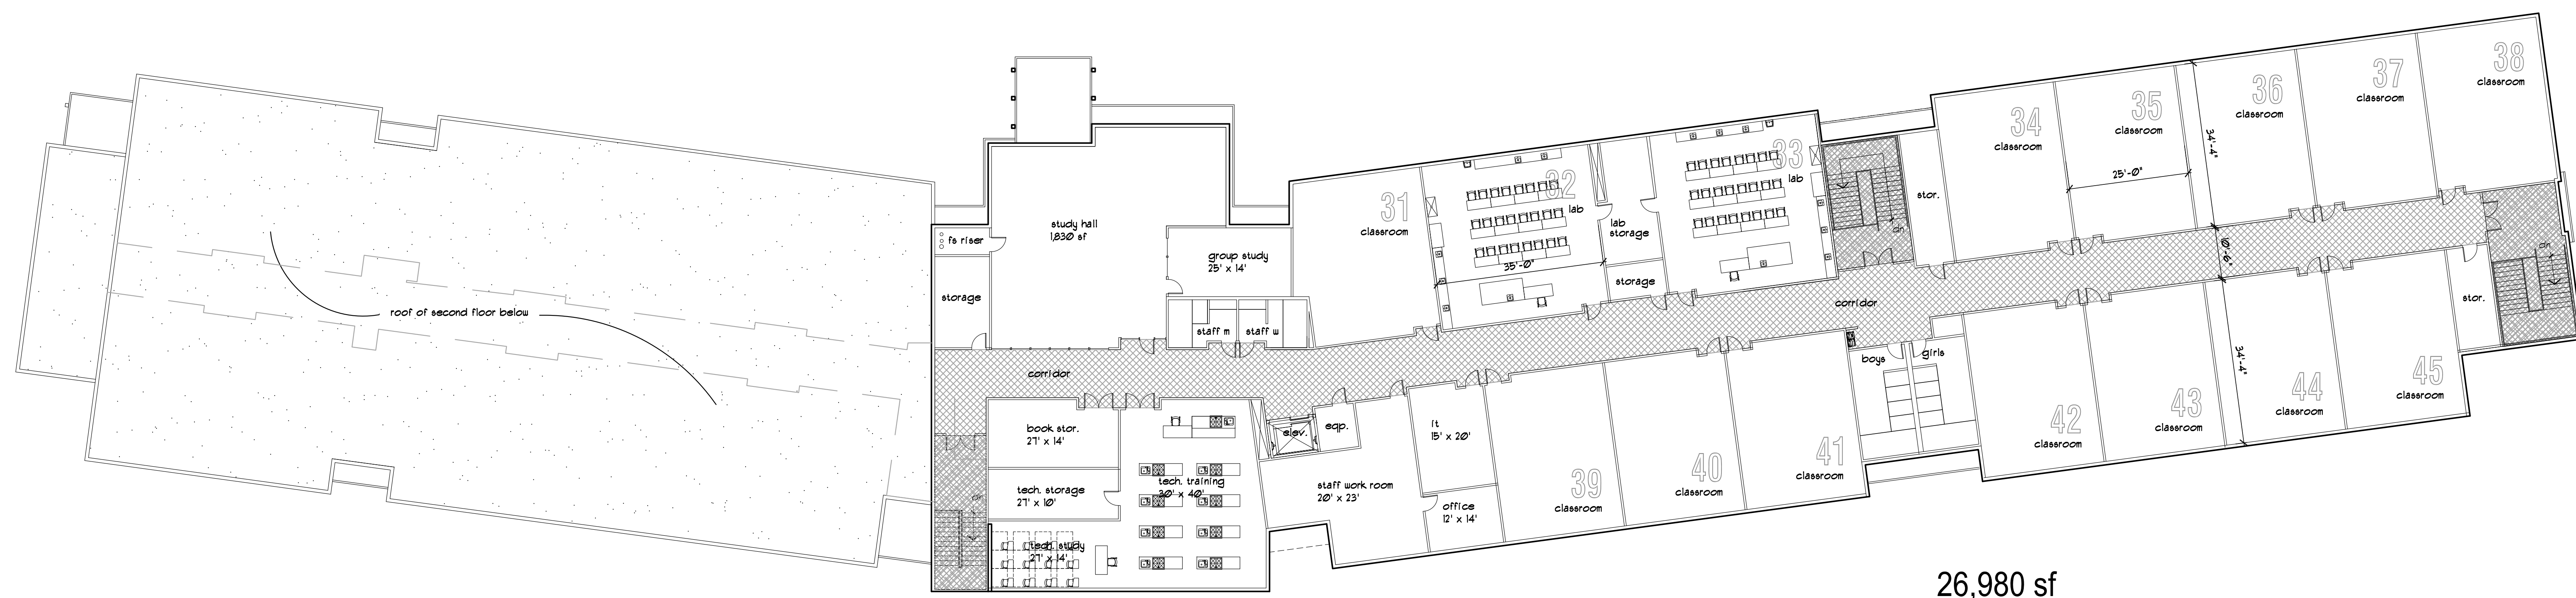 roof of second floor below
fs riser
storage
study hall
1,830 sf
group study
25' x 14'
staff m
staff w
corridor
book stor.
27' x 14'
tech. storage
27' x 10'
tech. study
27' x 14'
tech. training
30' x 40'
dn
elev.
eqp.
staff work room
20' x 23'
it
15' x 20'
office
12' x 14'
31
classroom
32
lab
35'-0"
lab
storage
storage
33
lab
dn
stor.
34
classroom
35
classroom
25'-0"
34'-4"
36
classroom
37
classroom
38
classroom
corridor
10'-6"
dn
stor.
39
classroom
40
classroom
41
classroom
boys
girls
42
classroom
43
classroom
34'-4"
44
classroom
45
classroom
26,980 sf